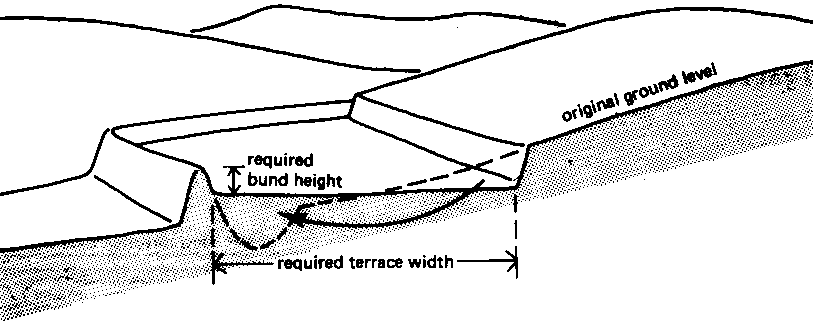 original ground level
required
bund height
required terrace width